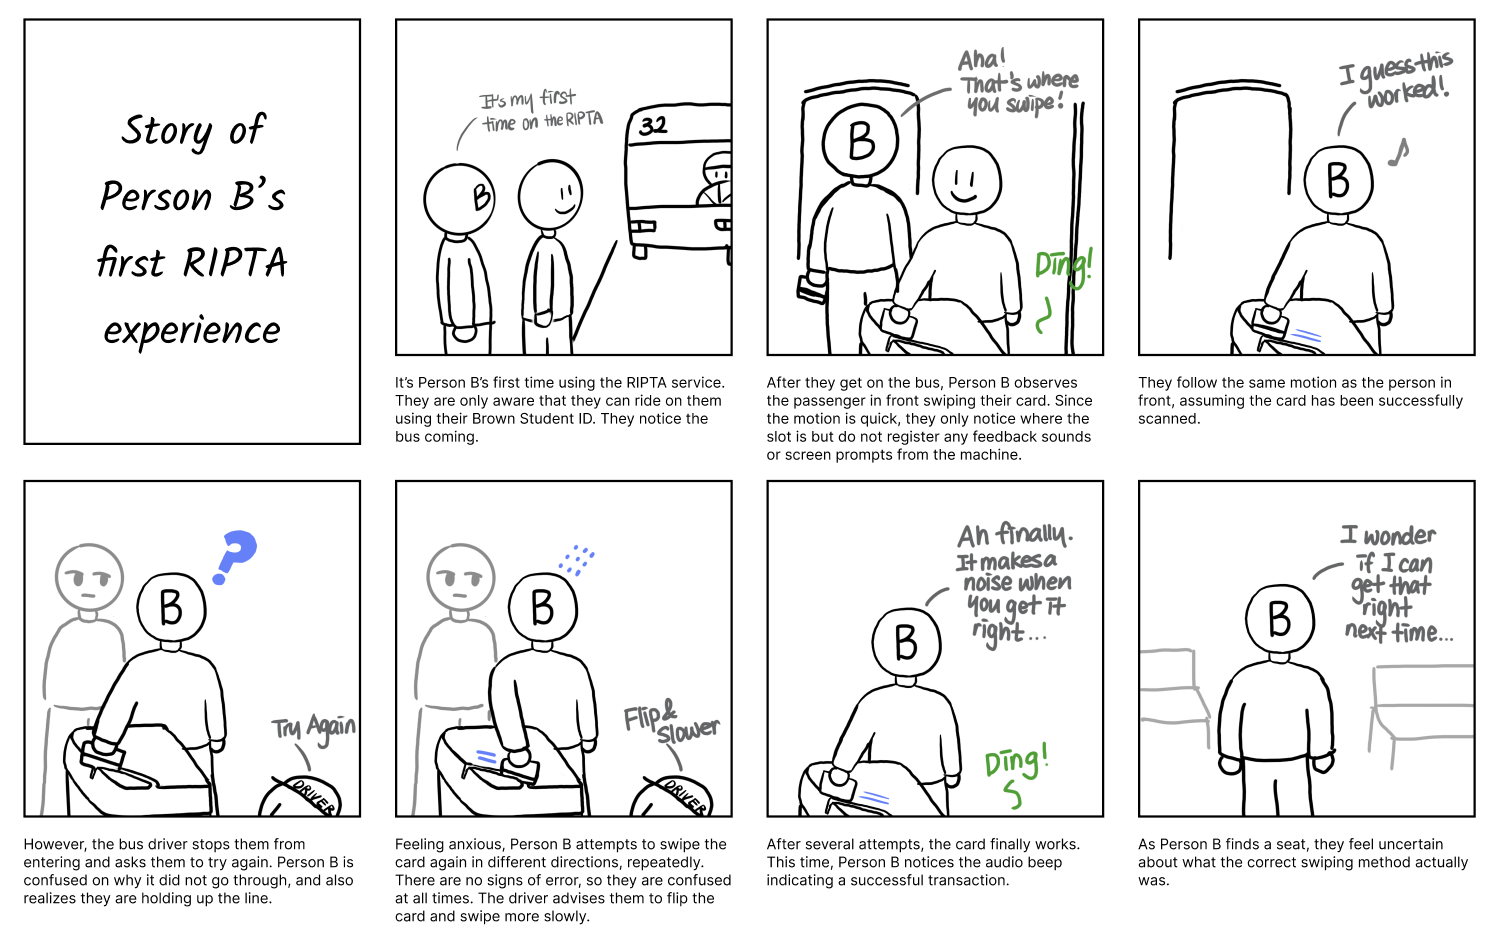 Story of
Person B's
first RIPTA
experience
It's my first
time on the RIPTA
B
32
It's Person B's first time using the RIPTA service.
They are only aware that they can ride on them
using their Brown Student ID. They notice the
bus coming.
Aha!
That's where
you swipe!
B
Ding!
After they get on the bus, Person B observes
the passenger in front swiping their card. Since
the motion is quick, they only notice where the
slot is but do not register any feedback sounds
or screen prompts from the machine.
I guess this
worked!
B
They follow the same motion as the person in
front, assuming the card has been successfully
scanned.
?
B
Try Again
DRIVER
However, the bus driver stops them from
entering and asks them to try again. Person B is
confused on why it did not go through, and also
realizes they are holding up the line.
B
Flip &
Slower
DRIVER
Feeling anxious, Person B attempts to swipe the
card again in different directions, repeatedly.
There are no signs of error, so they are confused
at all times. The driver advises them to flip the
card and swipe more slowly.
Ah finally.
It makes a
noise when
you get it
right...
B
Ding!
After several attempts, the card finally works.
This time, Person B notices the audio beep
indicating a successful transaction.
I wonder
if I can
get that
right
next time...
B
As Person B finds a seat, they feel uncertain
about what the correct swiping method actually
was.